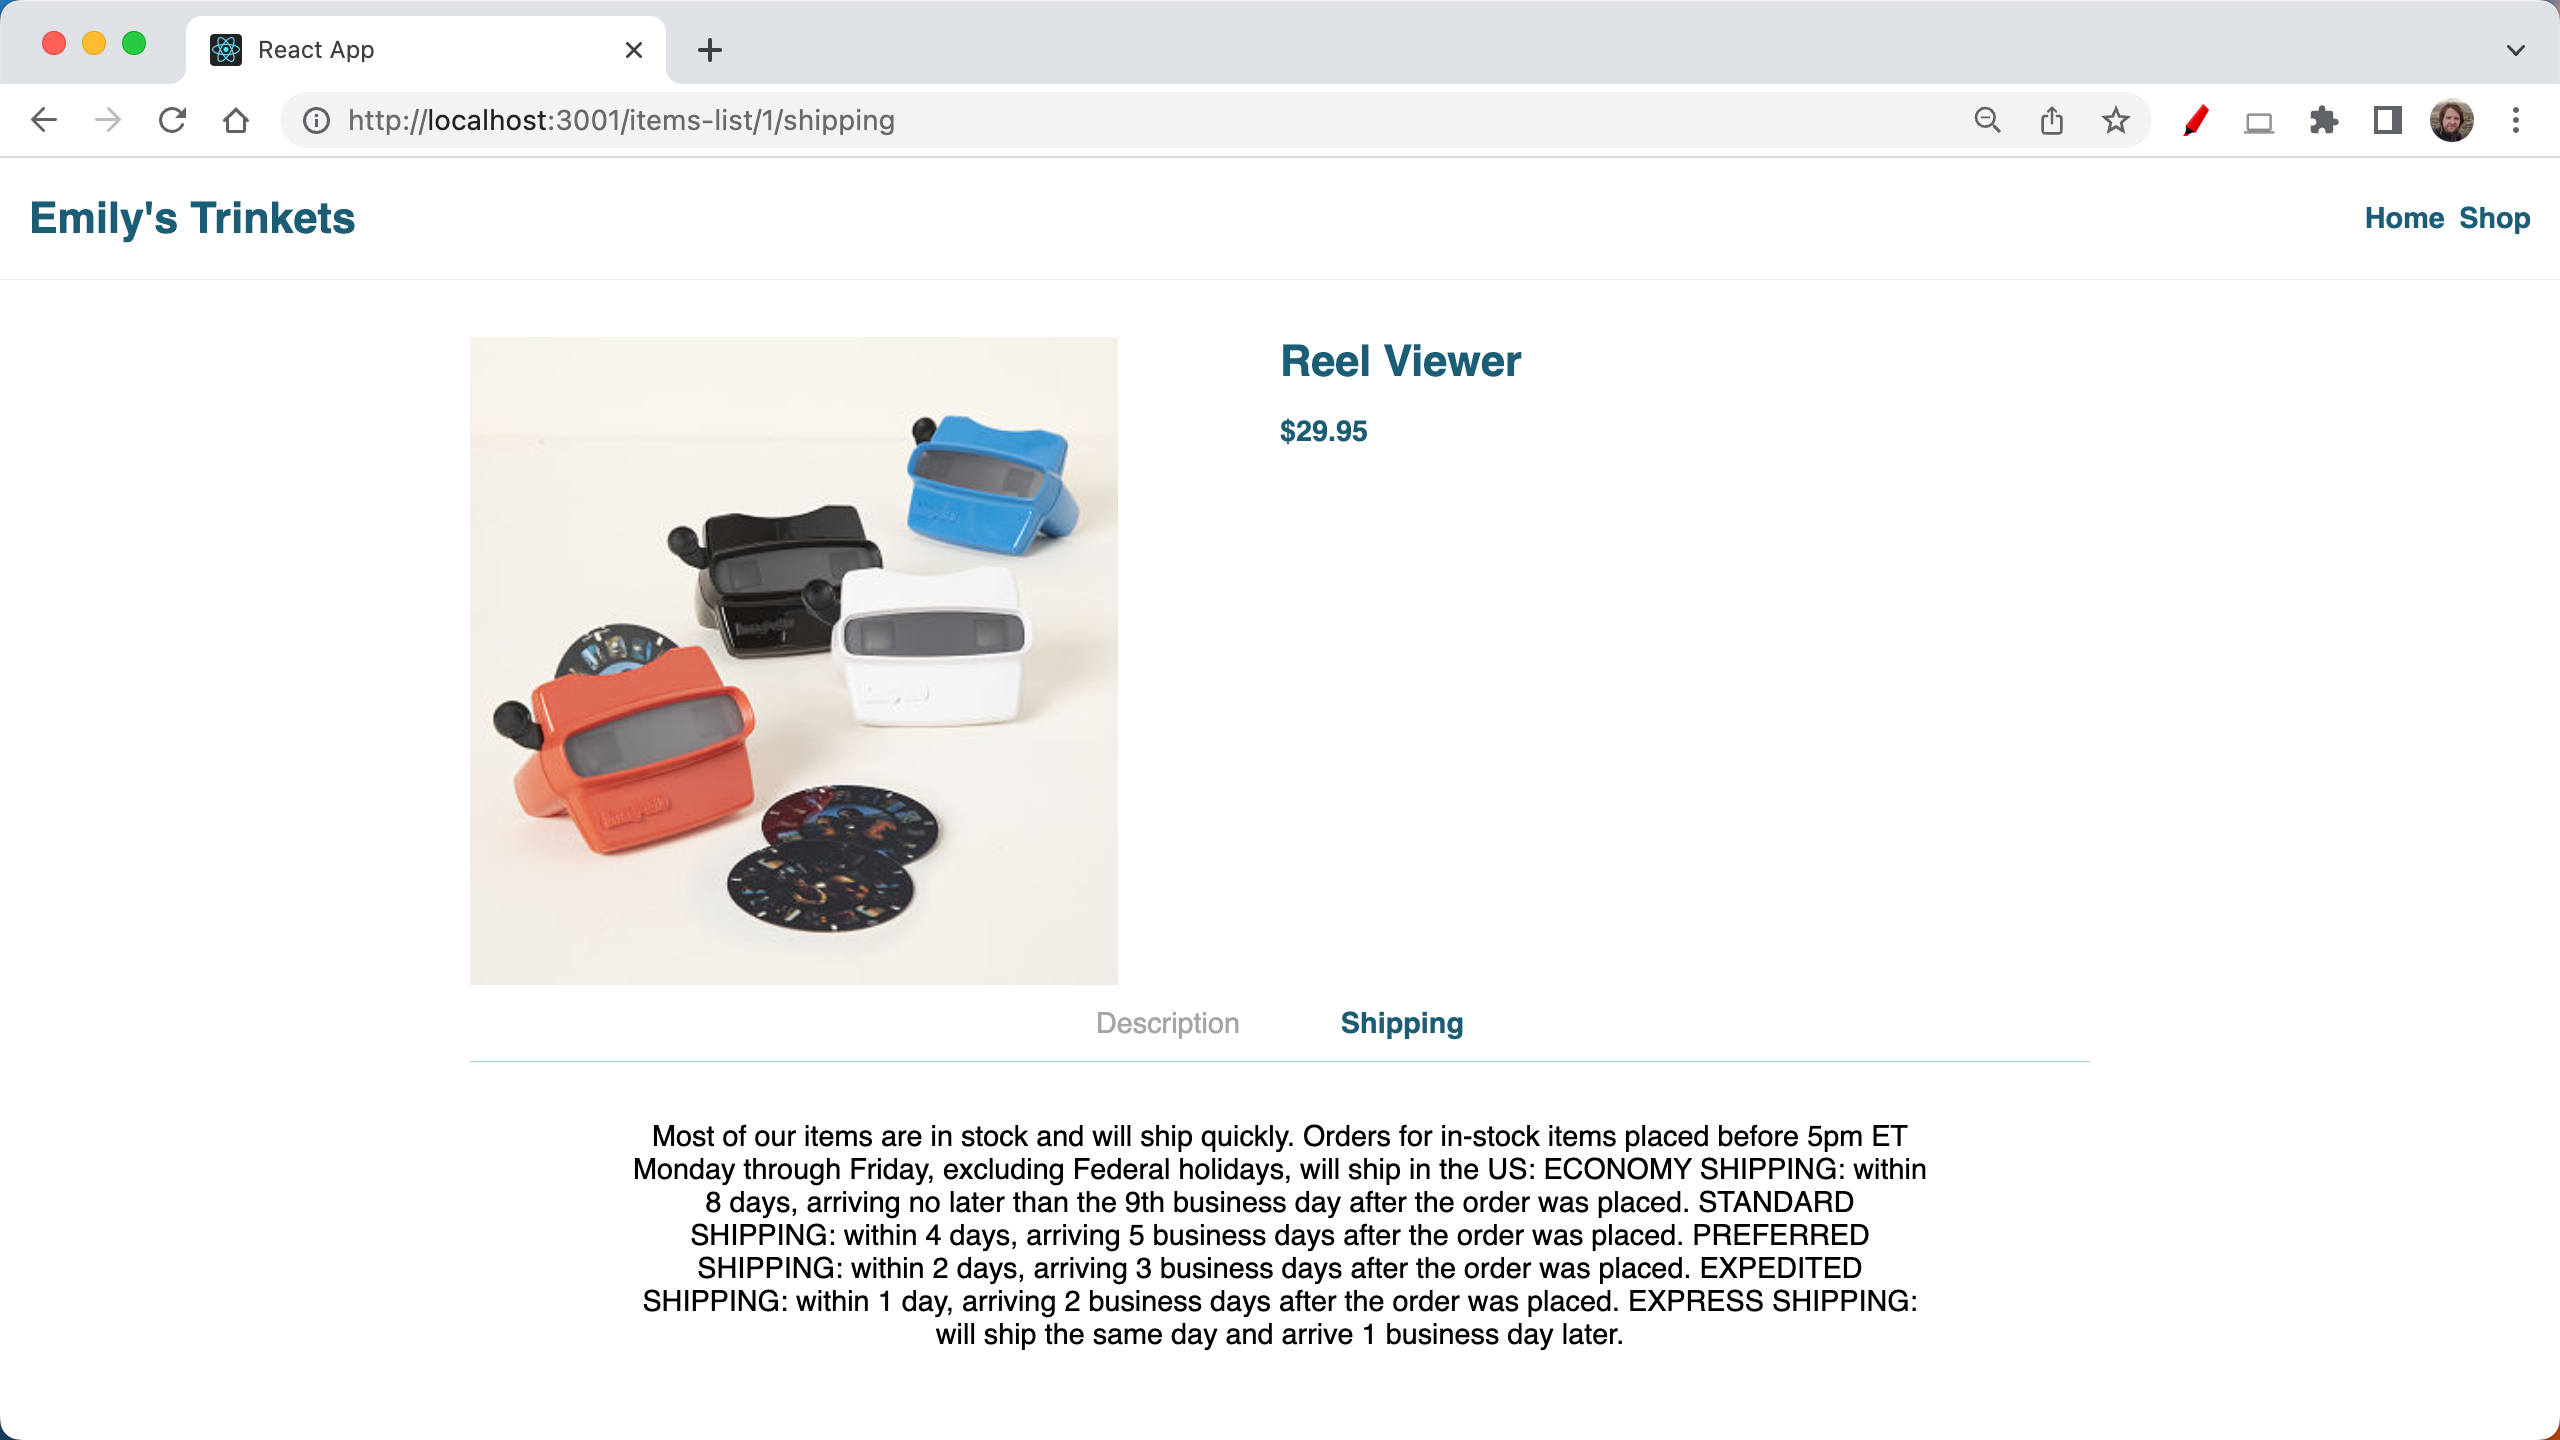 React App
http://localhost:3001/items-list/1/shipping
Emily's Trinkets
Home Shop
Reel Viewer
$29.95
Description Shipping
Most of our items are in stock and will ship quickly. Orders for in-stock items placed before 5pm ET
Monday through Friday, excluding Federal holidays, will ship in the US: ECONOMY SHIPPING: within
8 days, arriving no later than the 9th business day after the order was placed. STANDARD
SHIPPING: within 4 days, arriving 5 business days after the order was placed. PREFERRED
SHIPPING: within 2 days, arriving 3 business days after the order was placed. EXPEDITED
SHIPPING: within 1 day, arriving 2 business days after the order was placed. EXPRESS SHIPPING:
will ship the same day and arrive 1 business day later.